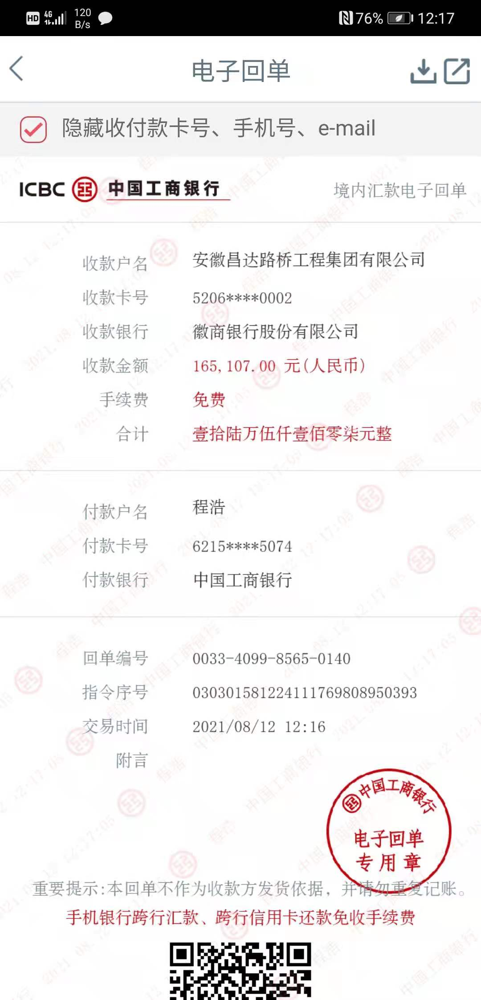 HD 4G 120 B/s 76% 12:17
电子回单
隐藏收付款卡号、手机号、e-mail
ICBC 中国工商银行 境内汇款电子回单
收款户名 安徽昌达路桥工程集团有限公司
收款卡号 5206****0002
收款银行 徽商银行股份有限公司
收款金额 165,107.00 元(人民币)
手续费 免费
合计 壹拾陆万伍仟壹佰零柒元整
付款户名 程浩
付款卡号 6215****5074
付款银行 中国工商银行
回单编号 0033-4099-8565-0140
指令序号 030301581224111769808950393
交易时间 2021/08/12 12:16
附言
中国工商银行
电子回单
专用章
重要提示:本回单不作为收款方发货依据，并请勿重复记账。
手机银行跨行汇款、跨行信用卡还款免收手续费